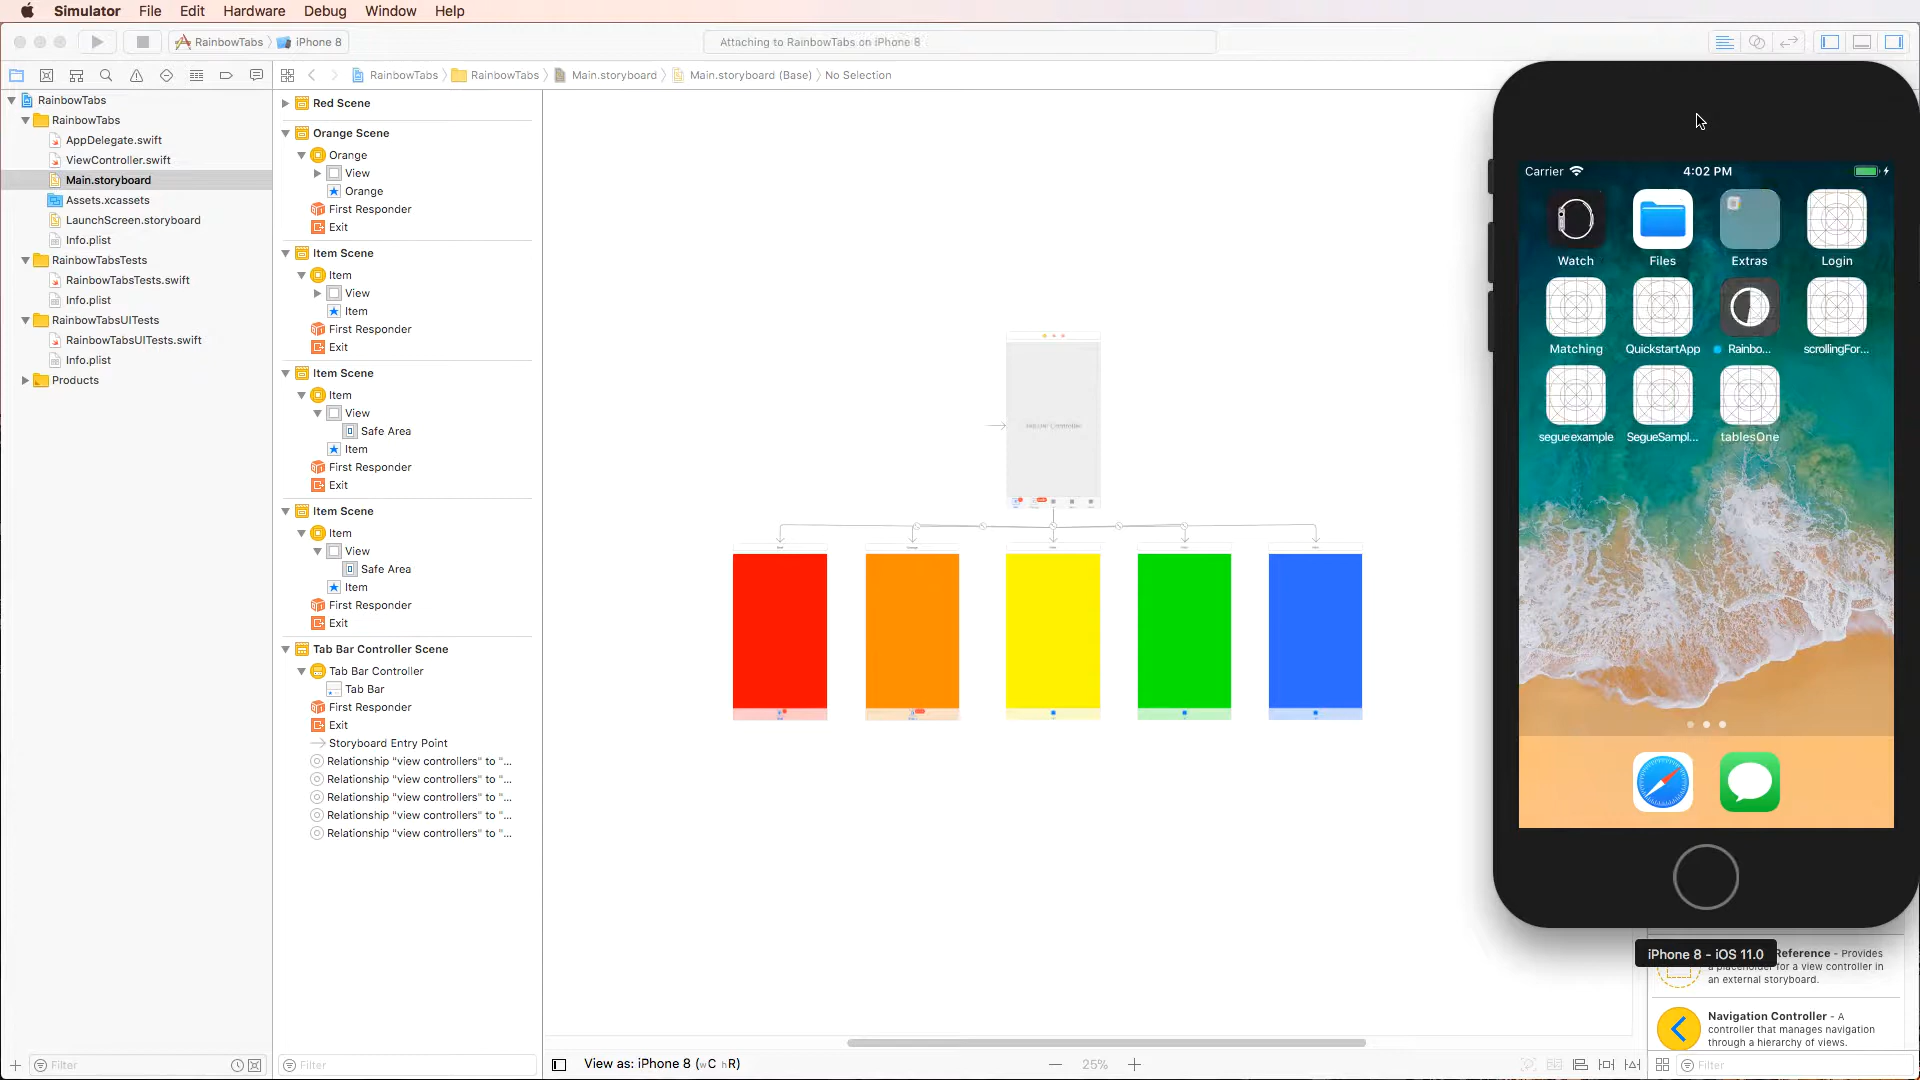 Simulator File Edit Hardware Debug Window Help
RainbowTabs iPhone 8
Attaching to RainbowTabs on iPhone 8
RainbowTabs RainbowTabs Main.storyboard Main.storyboard (Base) No Selection
RainbowTabs
RainbowTabs
AppDelegate.swift
ViewController.swift
Main.storyboard
Assets.xcassets
LaunchScreen.storyboard
Info.plist
RainbowTabsTests
RainbowTabsTests.swift
Info.plist
RainbowTabsUITests
RainbowTabsUITests.swift
Info.plist
Products
Filter
Red Scene
Orange Scene
Orange
View
Orange
First Responder
Exit
Item Scene
Item
View
Item
First Responder
Exit
Item Scene
Item
View
Safe Area
Item
First Responder
Exit
Item Scene
Item
View
Safe Area
Item
First Responder
Exit
Tab Bar Controller Scene
Tab Bar Controller
Tab Bar
First Responder
Exit
Storyboard Entry Point
Relationship "view controllers" to "...
Relationship "view controllers" to "...
Relationship "view controllers" to "...
Relationship "view controllers" to "...
Relationship "view controllers" to "...
Filter
Tab Bar Controller
View as: iPhone 8 (wC hR)
25%
Carrier 4:02 PM
Watch Files Extras Login
Matching QuickstartApp Rainbo... scrollingFor...
segueexample SegueSampl... tablesOne
iPhone 8 - iOS 11.0
Reference - Provides
a placeholder for a view controller in
an external storyboard.
Navigation Controller - A
controller that manages navigation
through a hierarchy of views.
Filter